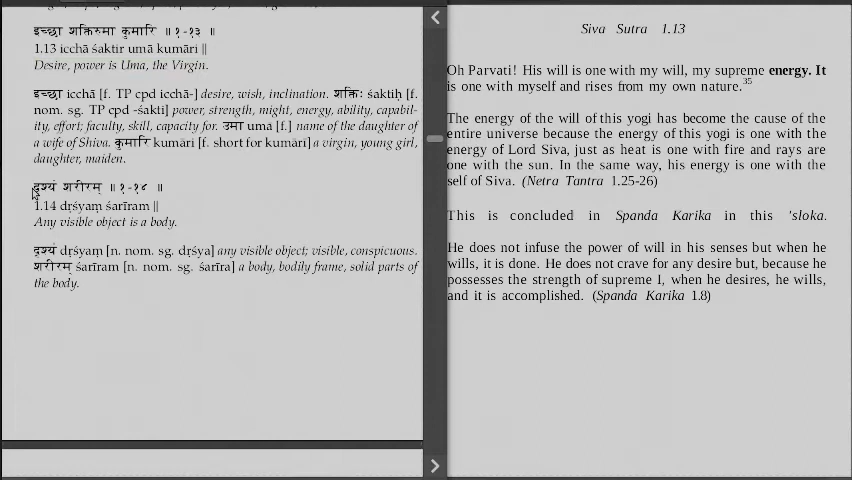 इच्छा शक्तिरुमा कुमारि ॥ १-१३ ॥
1.13 icchā śaktir umā kumāri ||
Desire, power is Uma, the Virgin.
इच्छा icchā [f. TP cpd icchā-] desire, wish, inclination. शक्तिः śaktiḥ [f.
nom. sg. TP cpd -śakti] power, strength, might, energy, ability, capabil-
ity, effort; faculty, skill, capacity for. उमा umā [f.] name of the daughter of
a wife of Shiva. कुमारि kumāri [f. short for kumārī] a virgin, young girl,
daughter, maiden.
दृश्यं शरीरम् ॥ १-१४ ॥
1.14 dṛśyaṃ śarīram ||
Any visible object is a body.
दृश्यं dṛśyaṃ [n. nom. sg. dṛśya] any visible object; visible, conspicuous.
शरीरम् śarīram [n. nom. sg. śarīra] a body, bodily frame, solid parts of
the body.
Siva Sutra 1.13
Oh Parvati! His will is one with my will, my supreme energy. It
is one with myself and rises from my own nature.35
The energy of the will of this yogi has become the cause of the
entire universe because the energy of this yogi is one with the
energy of Lord Siva, just as heat is one with fire and rays are
one with the sun. In the same way, his energy is one with the
self of Siva. (Netra Tantra 1.25-26)
This is concluded in Spanda Karika in this 'sloka.
He does not infuse the power of will in his senses but when he
wills, it is done. He does not crave for any desire but, because he
possesses the strength of supreme I, when he desires, he wills,
and it is accomplished. (Spanda Karika 1.8)